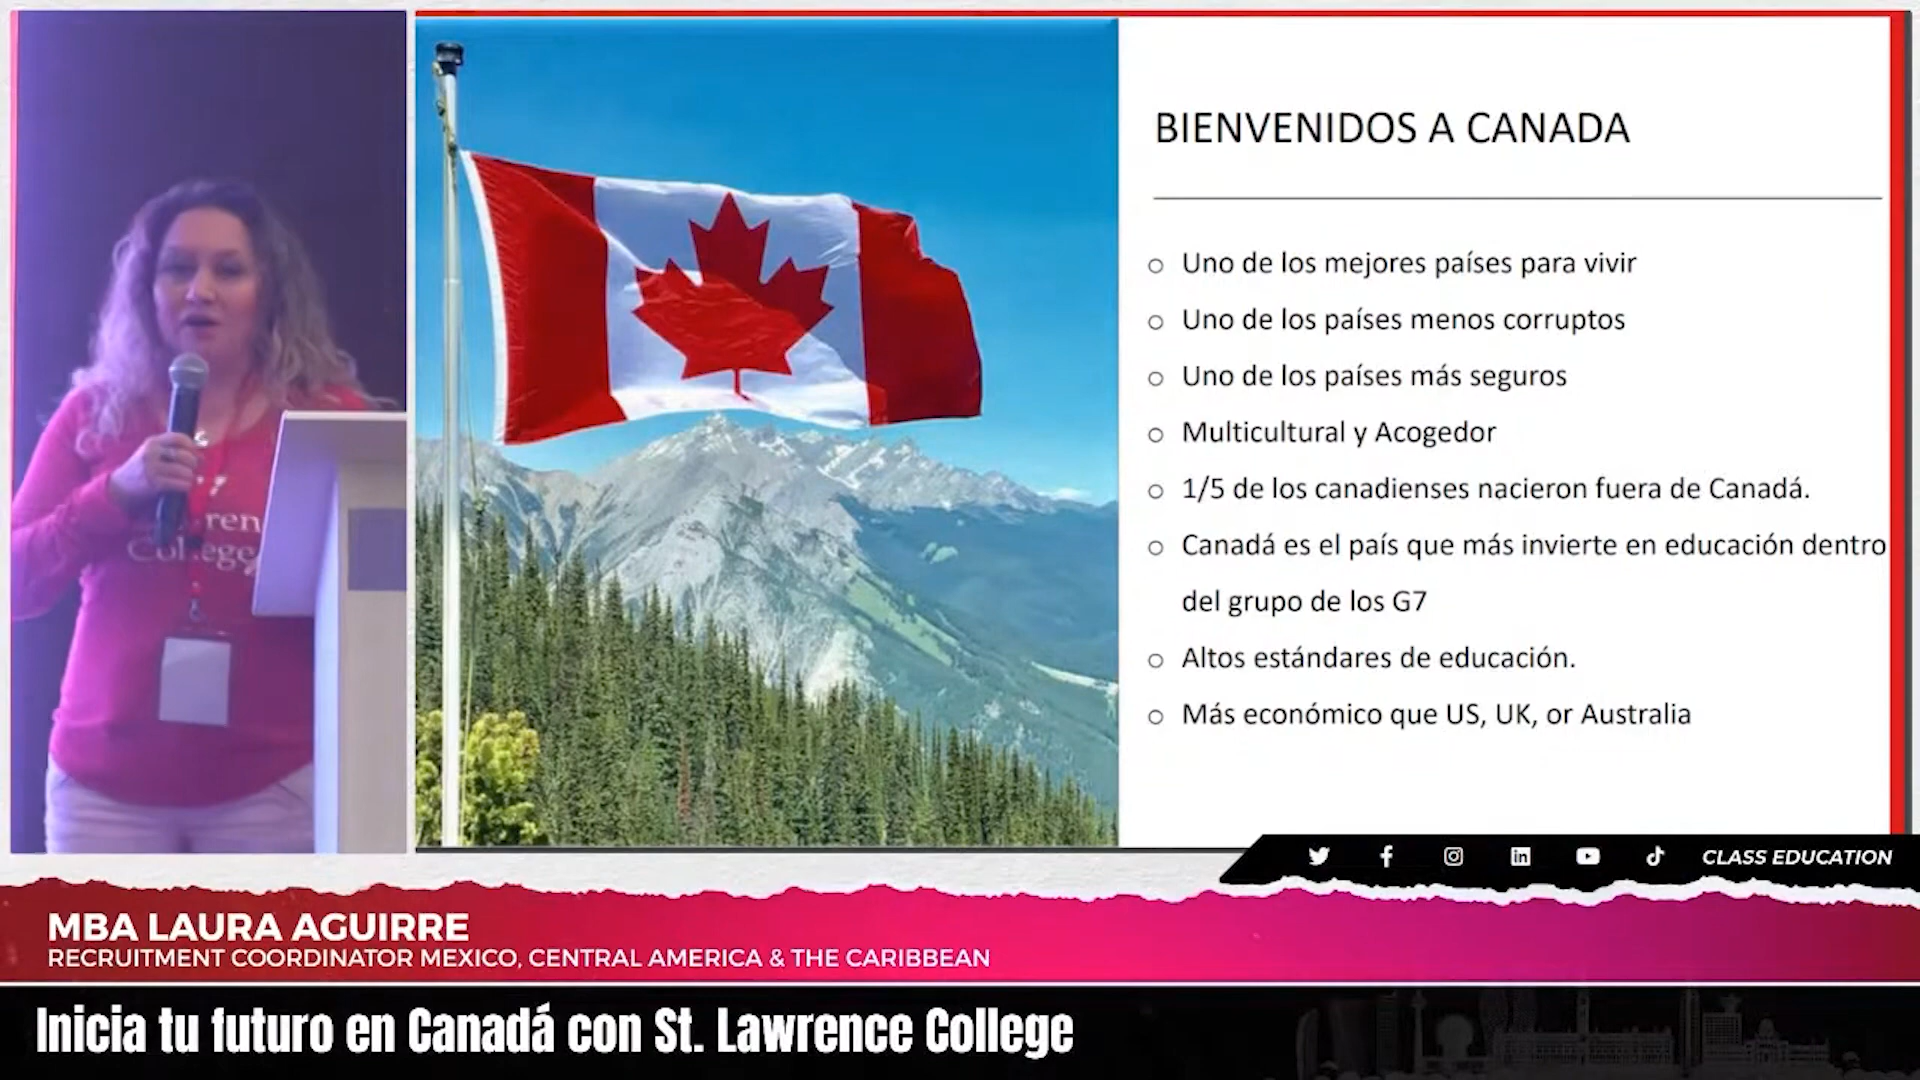 BIENVENIDOS A CANADA
Uno de los mejores países para vivir
Uno de los países menos corruptos
Uno de los países más seguros
Multicultural y Acogedor
1/5 de los canadienses nacieron fuera de Canadá.
Canadá es el país que más invierte en educación dentro
del grupo de los G7
Altos estándares de educación.
Más económico que US, UK, or Australia
College
CLASS EDUCATION
MBA LAURA AGUIRRE
RECRUITMENT COORDINATOR MEXICO, CENTRAL AMERICA & THE CARIBBEAN
Inicia tu futuro en Canadá con St. Lawrence College